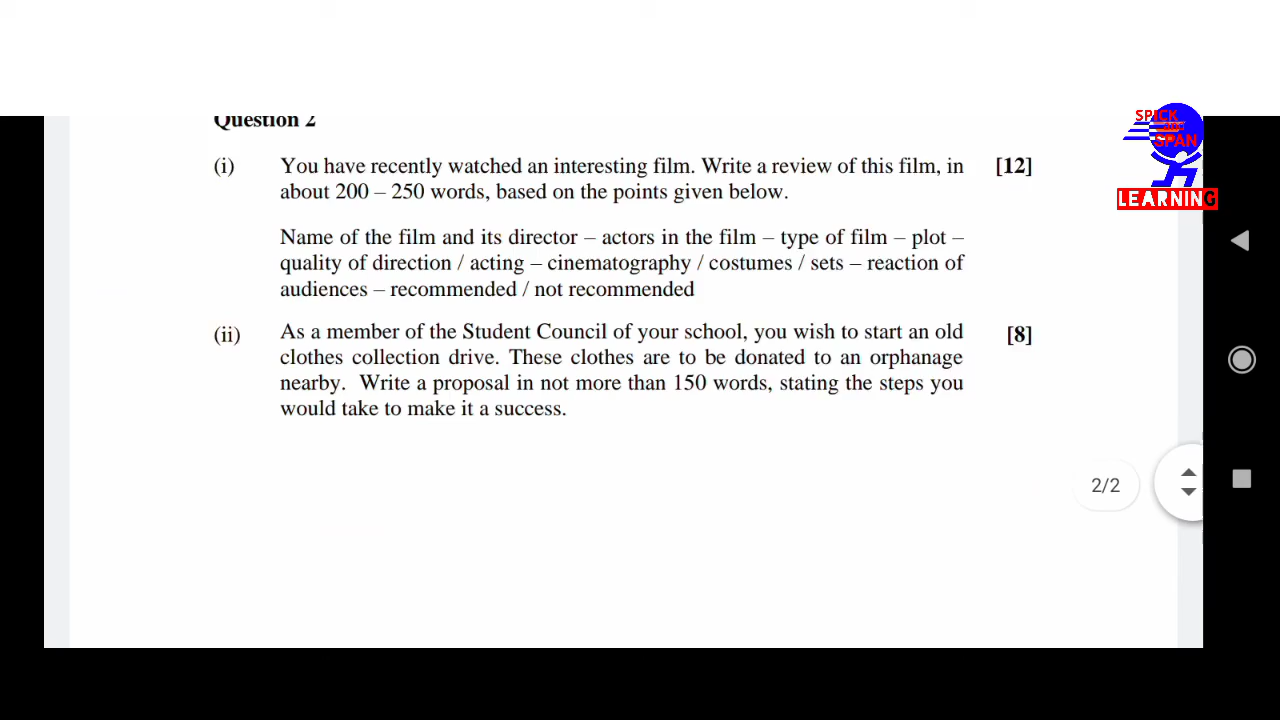 Question 2
(i) You have recently watched an interesting film. Write a review of this film, in [12]
about 200 – 250 words, based on the points given below.
Name of the film and its director – actors in the film – type of film – plot –
quality of direction / acting – cinematography / costumes / sets – reaction of
audiences – recommended / not recommended
(ii) As a member of the Student Council of your school, you wish to start an old [8]
clothes collection drive. These clothes are to be donated to an orphanage
nearby. Write a proposal in not more than 150 words, stating the steps you
would take to make it a success.
SPICK
and
SPAN
LEARNING
2/2